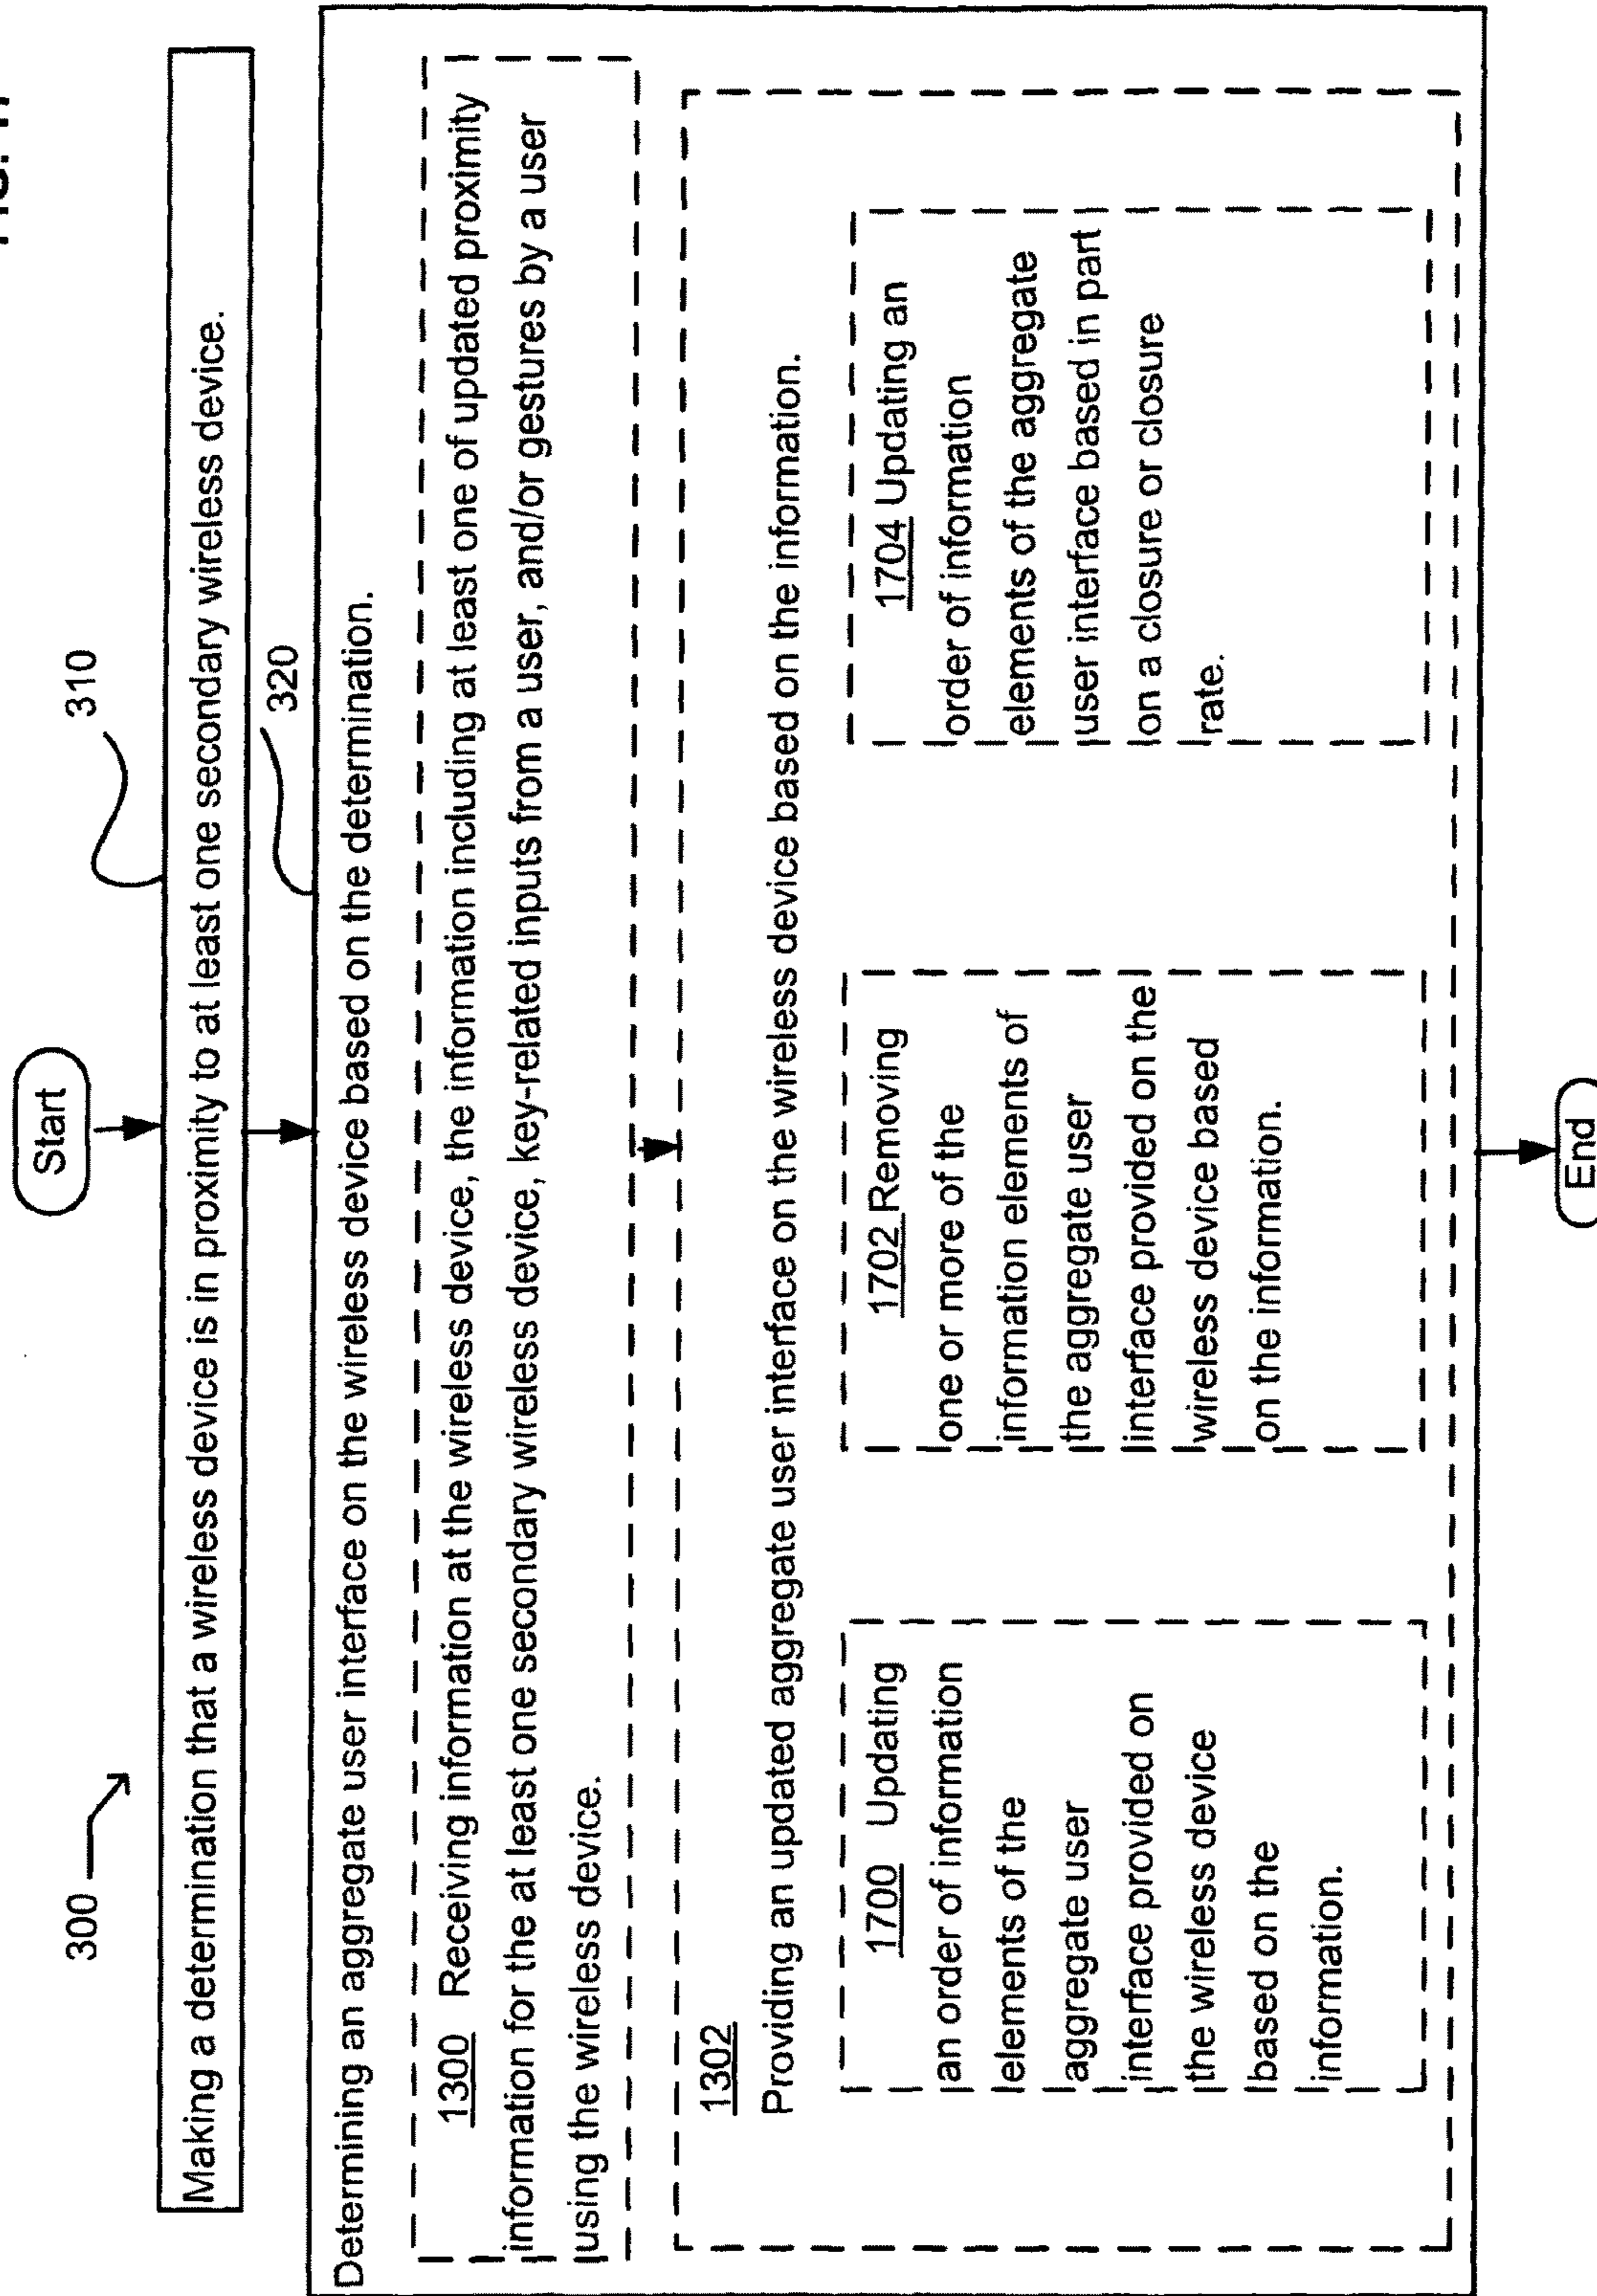 300
Start
310
Making a determination that a wireless device is in proximity to at least one secondary wireless device.
320
Determining an aggregate user interface on the wireless device based on the determination.
1300 Receiving information at the wireless device, the information including at least one of updated proximity
information for the at least one secondary wireless device, key-related inputs from a user, and/or gestures by a user
using the wireless device.
1302
Providing an updated aggregate user interface on the wireless device based on the information.
1700 Updating
an order of information
elements of the
aggregate user
interface provided on
the wireless device
based on the
information.
1702 Removing
one or more of the
information elements of
the aggregate user
interface provided on the
wireless device based
on the information.
1704 Updating an
order of information
elements of the aggregate
user interface based in part
on a closure or closure
rate.
End